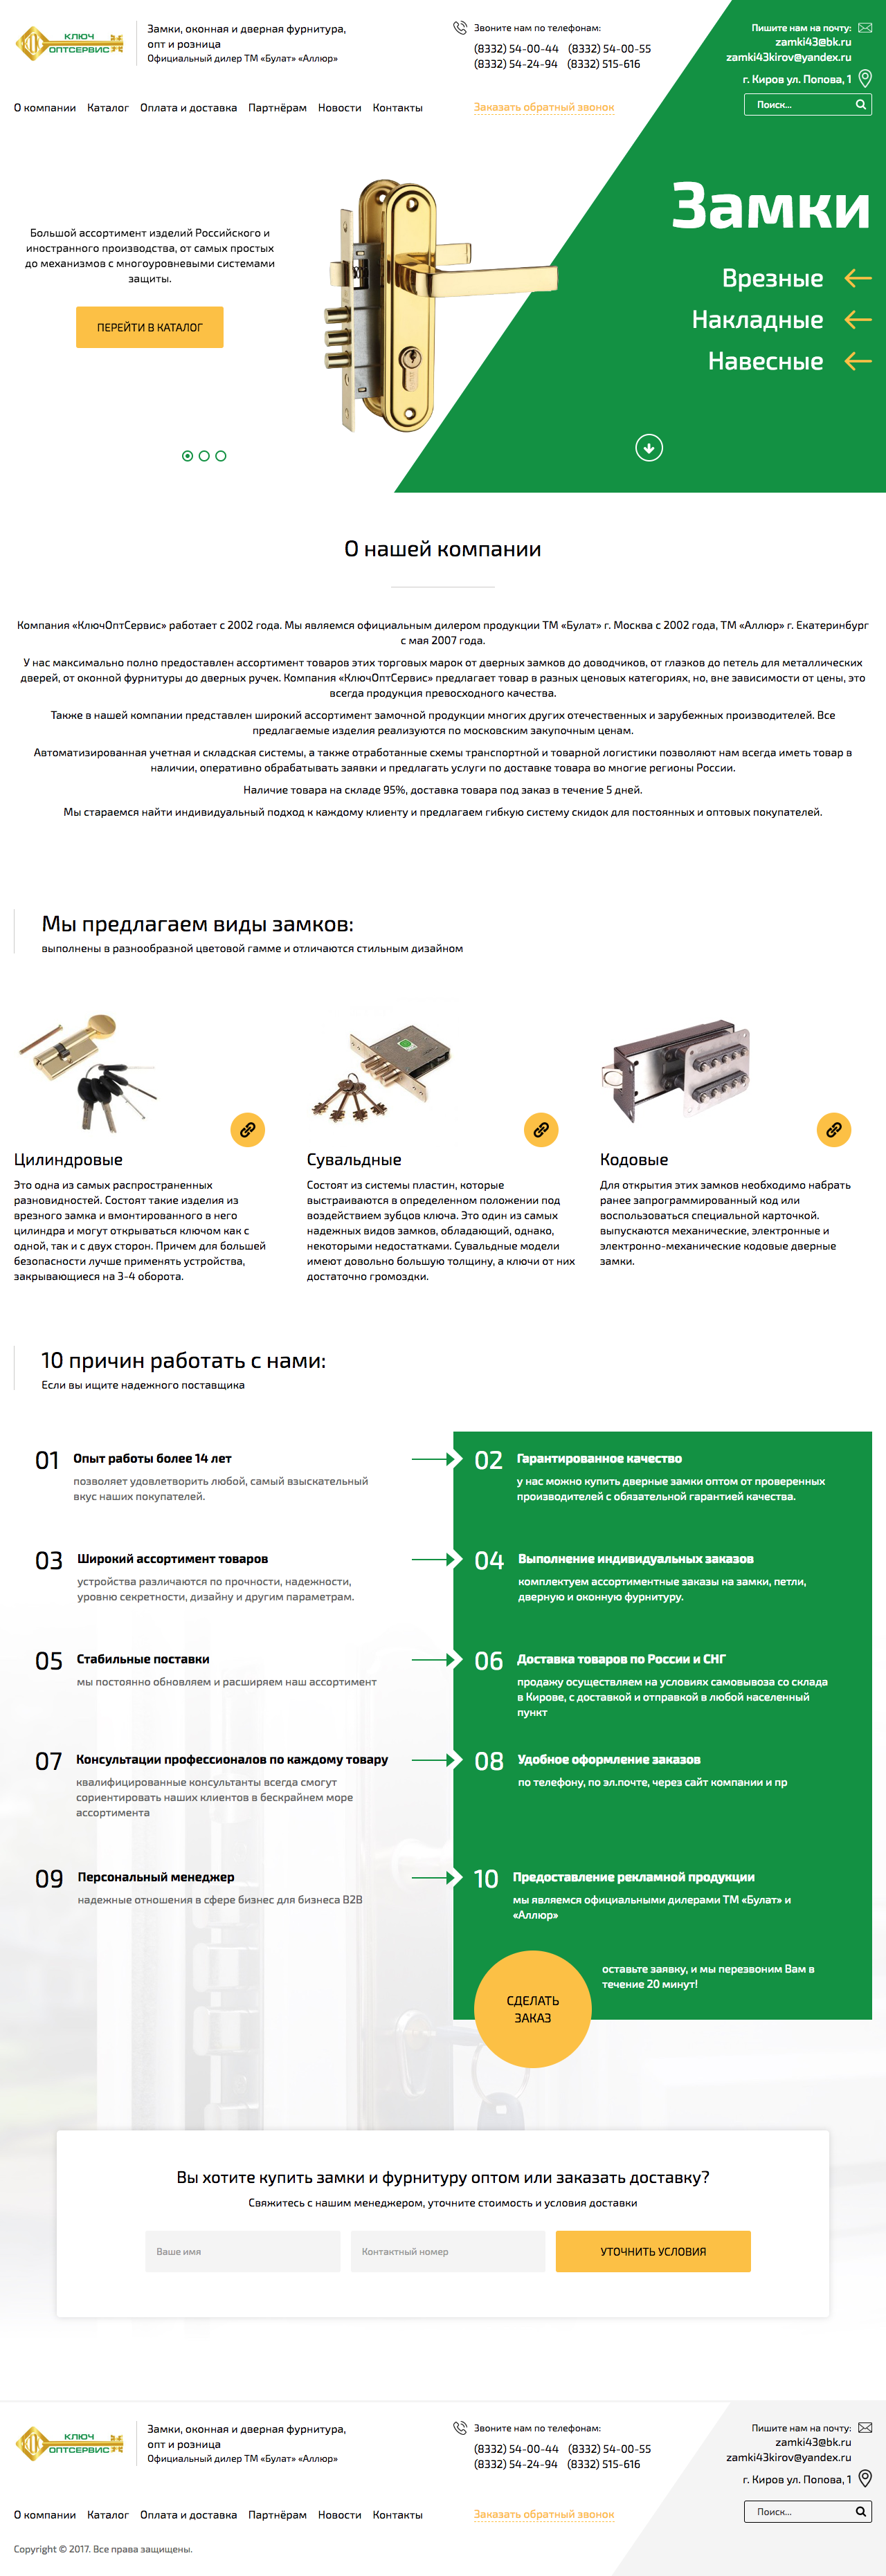 КЛЮЧ
ОПТСЕРВИС
Замки, оконная и дверная фурнитура,
опт и розница
Официальный дилер ТМ «Булат» «Аллюр»
Звоните нам по телефонам:
(8332) 54-00-44 (8332) 54-00-55
(8332) 54-24-94 (8332) 515-616
Пишите нам на почту:
zamki43@bk.ru
zamki43kirov@yandex.ru
г. Киров ул. Попова, 1
О компании Каталог Оплата и доставка Партнёрам Новости Контакты
Заказать обратный звонок
Поиск...
Большой ассортимент изделий Российского и
иностранного производства, от самых простых
до механизмов с многоуровневыми системами
защиты.
ПЕРЕЙТИ В КАТАЛОГ
Замки
Врезные
Накладные
Навесные
О нашей компании
Компания «КлючОптСервис» работает с 2002 года. Мы являемся официальным дилером продукции ТМ «Булат» г. Москва с 2002 года, ТМ «Аллюр» г. Екатеринбург
с мая 2007 года.
У нас максимально полно предоставлен ассортимент товаров этих торговых марок от дверных замков до доводчиков, от глазков до петель для металлических
дверей, от оконной фурнитуры до дверных ручек. Компания «КлючОптСервис» предлагает товар в разных ценовых категориях, но, вне зависимости от цены, это
всегда продукция превосходного качества.
Также в нашей компании представлен широкий ассортимент замочной продукции многих других отечественных и зарубежных производителей. Все
предлагаемые изделия реализуются по московским закупочным ценам.
Автоматизированная учетная и складская системы, а также отработанные схемы транспортной и товарной логистики позволяют нам всегда иметь товар в
наличии, оперативно обрабатывать заявки и предлагать услуги по доставке товара во многие регионы России.
Наличие товара на складе 95%, доставка товара под заказ в течение 5 дней.
Мы стараемся найти индивидуальный подход к каждому клиенту и предлагаем гибкую систему скидок для постоянных и оптовых покупателей.
Мы предлагаем виды замков:
выполнены в разнообразной цветовой гамме и отличаются стильным дизайном
Цилиндровые
Это одна из самых распространенных
разновидностей. Состоят такие изделия из
врезного замка и вмонтированного в него
цилиндра и могут открываться ключом как с
одной, так и с двух сторон. Причем для большей
безопасности лучше применять устройства,
закрывающиеся на 3-4 оборота.
Сувальдные
Состоят из системы пластин, которые
выстраиваются в определенном положении под
воздействием зубцов ключа. Это один из самых
надежных видов замков, обладающий, однако,
некоторыми недостатками. Сувальдные модели
имеют довольно большую толщину, а ключи от них
достаточно громоздки.
Кодовые
Для открытия этих замков необходимо набрать
ранее запрограммированный код или
воспользоваться специальной карточкой.
выпускаются механические, электронные и
электронно-механические кодовые дверные
замки.
10 причин работать с нами:
Если вы ищите надежного поставщика
01 Опыт работы более 14 лет
позволяет удовлетворить любой, самый взыскательный
вкус наших покупателей.
02 Гарантированное качество
у нас можно купить дверные замки оптом от проверенных
производителей с обязательной гарантией качества.
03 Широкий ассортимент товаров
устройства различаются по прочности, надежности,
уровню секретности, дизайну и другим параметрам.
04 Выполнение индивидуальных заказов
комплектуем ассортиментные заказы на замки, петли,
дверную и оконную фурнитуру.
05 Стабильные поставки
мы постоянно обновляем и расширяем наш ассортимент
06 Доставка товаров по России и СНГ
продажу осуществляем на условиях самовывоза со склада
в Кирове, с доставкой и отправкой в любой населенный
пункт
07 Консультации профессионалов по каждому товару
квалифицированные консультанты всегда смогут
сориентировать наших клиентов в бескрайнем море
ассортимента
08 Удобное оформление заказов
по телефону, по эл.почте, через сайт компании и пр
09 Персональный менеджер
надежные отношения в сфере бизнес для бизнеса B2B
10 Предоставление рекламной продукции
мы являемся официальными дилерами ТМ «Булат» и
«Аллюр»
СДЕЛАТЬ
ЗАКАЗ
оставьте заявку, и мы перезвоним Вам в
течение 20 минут!
Вы хотите купить замки и фурнитуру оптом или заказать доставку?
Свяжитесь с нашим менеджером, уточните стоимость и условия доставки
Ваше имя
Контактный номер
УТОЧНИТЬ УСЛОВИЯ
КЛЮЧ
ОПТСЕРВИС
Замки, оконная и дверная фурнитура,
опт и розница
Официальный дилер ТМ «Булат» «Аллюр»
Звоните нам по телефонам:
(8332) 54-00-44 (8332) 54-00-55
(8332) 54-24-94 (8332) 515-616
Пишите нам на почту:
zamki43@bk.ru
zamki43kirov@yandex.ru
г. Киров ул. Попова, 1
О компании Каталог Оплата и доставка Партнёрам Новости Контакты
Заказать обратный звонок
Поиск...
Copyright © 2017. Все права защищены.